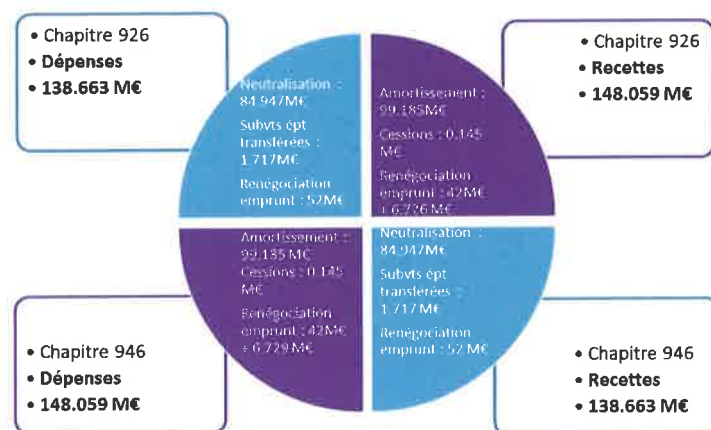 • Chapitre 926
• Dépenses
• 138.663 M€
• Chapitre 926
• Recettes
• 148.059 M€
Neutralisation :
84.947M€
Subvts épt
transférées :
1.717M€
Renégociation
emprunt : 52M€
Amortissement :
99.185M€
Cessions : 0.145
M€
Renégociation
emprunt : 42M€
+ 6.726 M€
Amortissement :
99.185 M€
Cessions : 0.145
M€
Renégociation
emprunt : 42M€
+ 6.729 M€
Neutralisation :
84.947M€
Subvts épt
transférées :
1.717M€
Renégociation
emprunt : 52 M€
• Chapitre 946
• Dépenses
• 148.059 M€
• Chapitre 946
• Recettes
• 138.663 M€